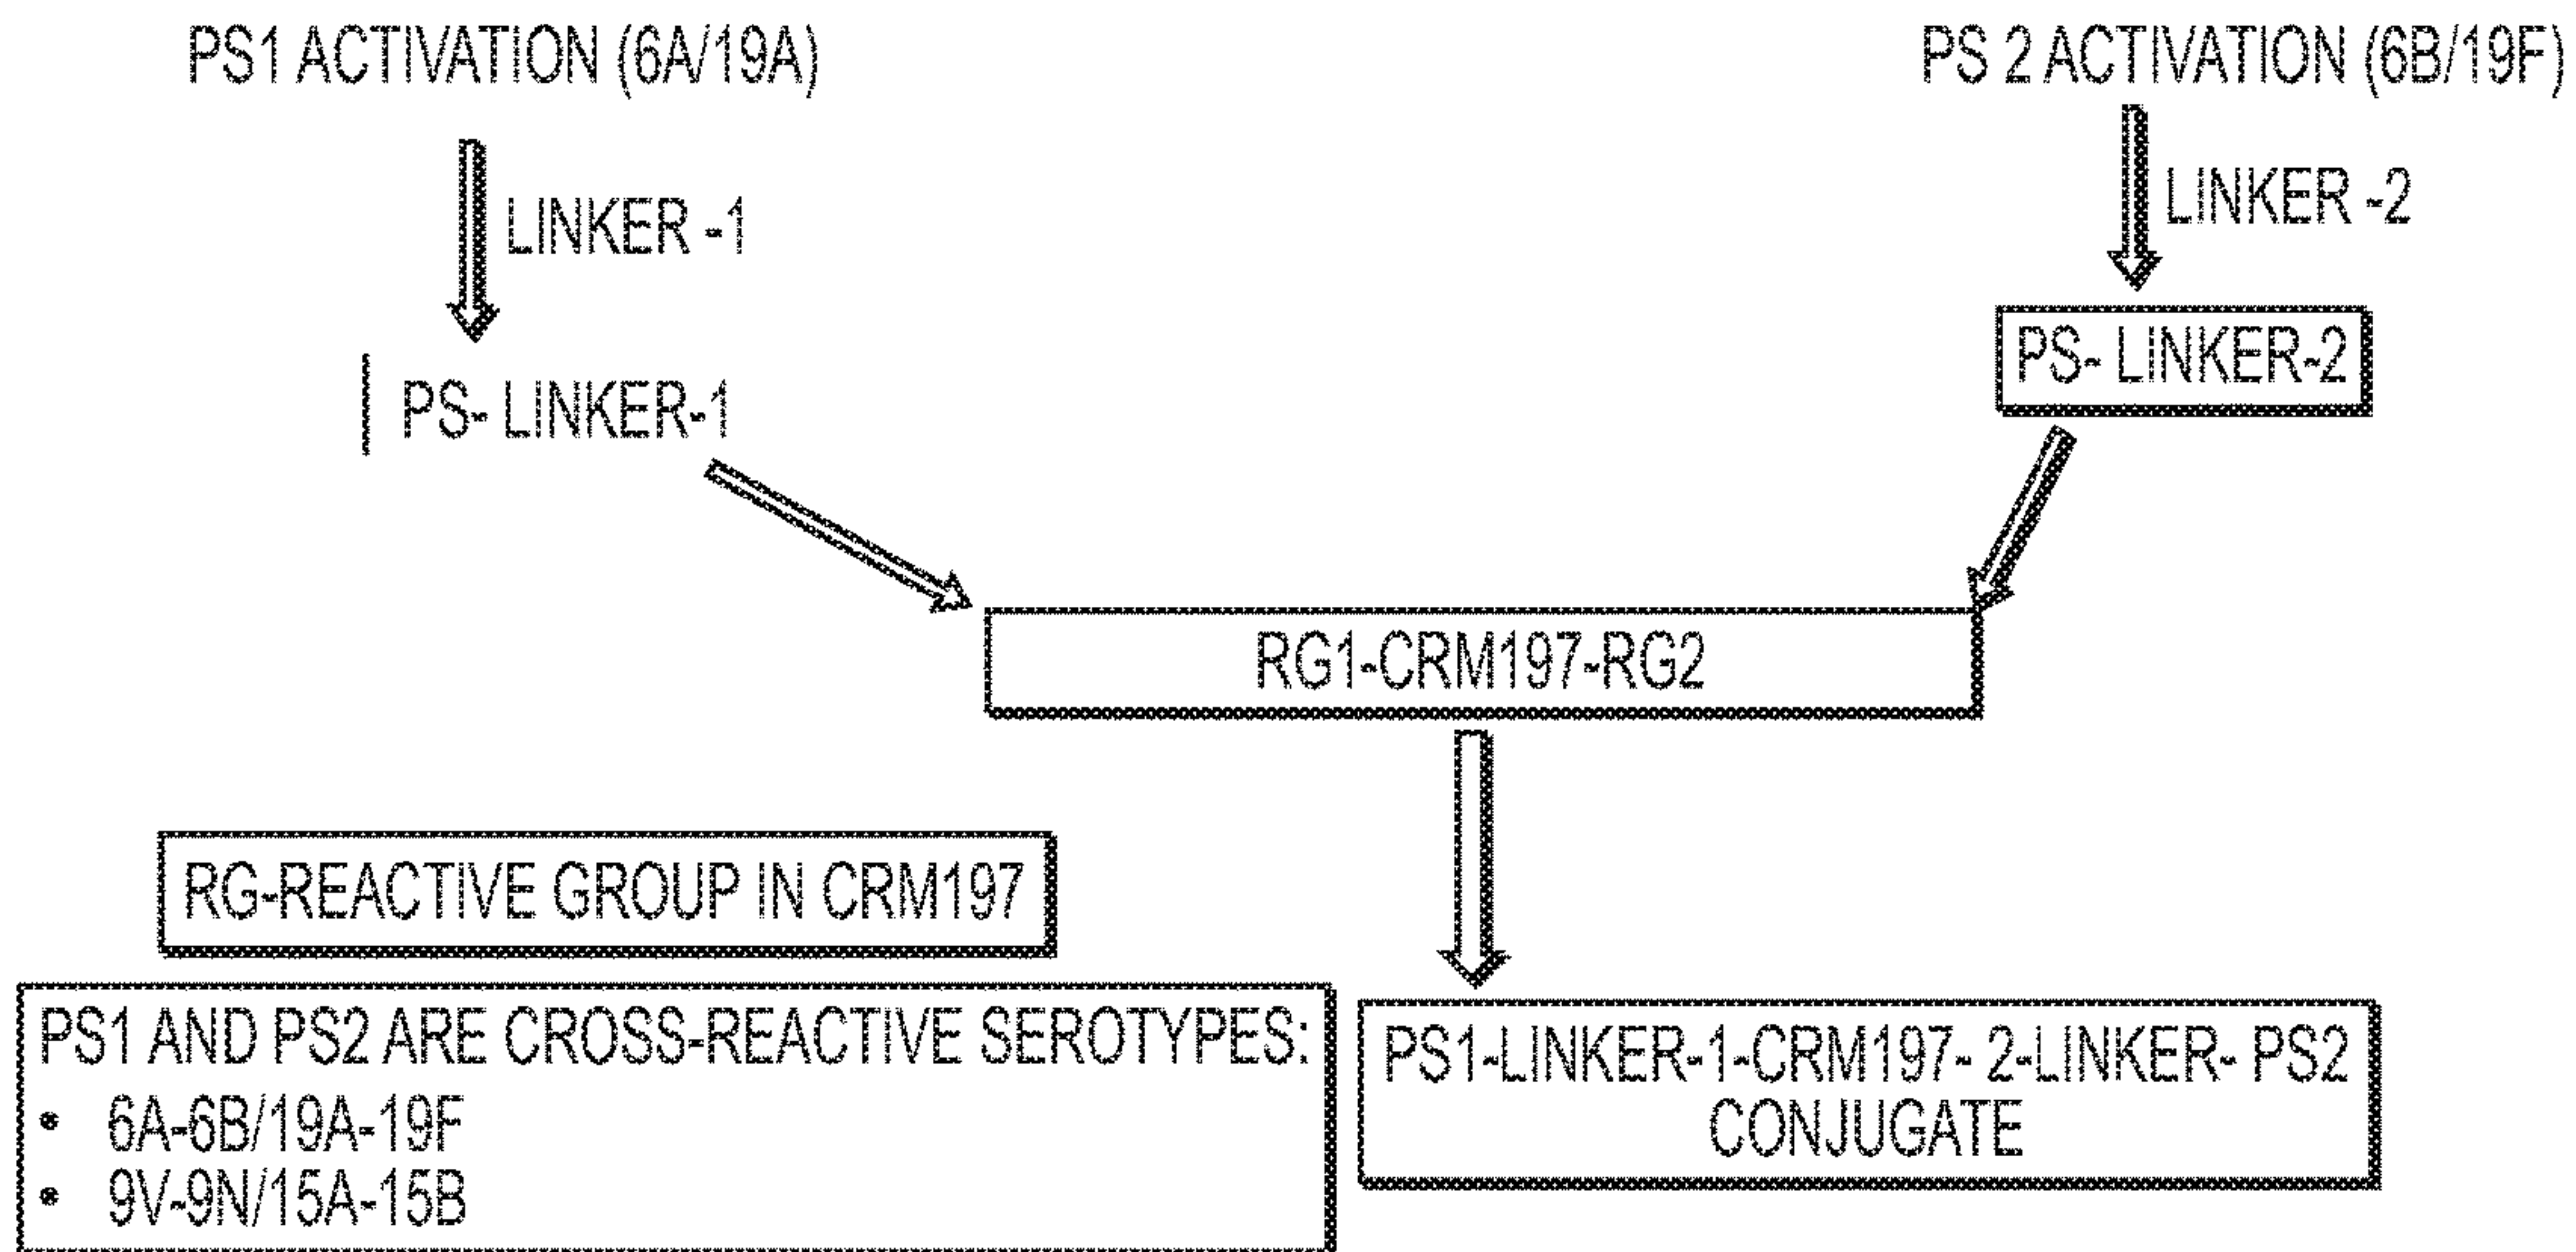 PS1 ACTIVATION (6A/19A)
PS 2 ACTIVATION (6B/19F)
LINKER -1
LINKER -2
PS- LINKER-1
PS- LINKER-2
RG1-CRM197-RG2
RG-REACTIVE GROUP IN CRM197
PS1 AND PS2 ARE CROSS-REACTIVE SEROTYPES:
• 6A-6B/19A-19F
• 9V-9N/15A-15B
PS1-LINKER-1-CRM197- 2-LINKER- PS2
CONJUGATE